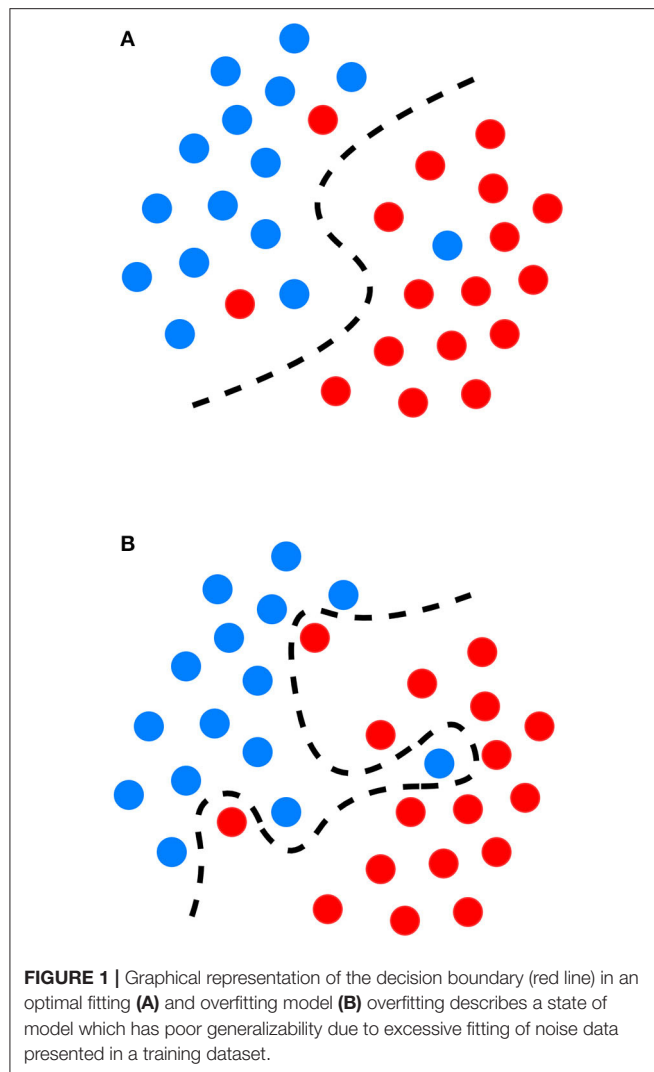 A
B
FIGURE 1 | Graphical representation of the decision boundary (red line) in an
optimal fitting (A) and overfitting model (B) overfitting describes a state of
model which has poor generalizability due to excessive fitting of noise data
presented in a training dataset.